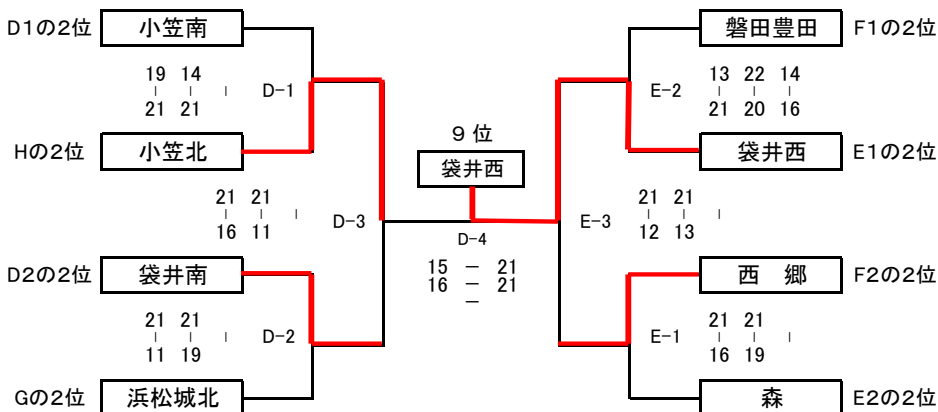 D1の2位 小笠南 磐田豊田 F1の2位
19 14 13 22 14
D-1 E-2
21 21 21 20 16
9 位
Hの2位 小笠北 袋井西 E1の2位
袋井西
21 21 21 21
D-3 E-3
16 11 12 13
D-4
D2の2位 袋井南 15 － 21 西 郷 F2の2位
16 － 21
－
21 21 21 21
D-2 E-1
11 19 16 19
Gの2位 浜松城北 森 E2の2位